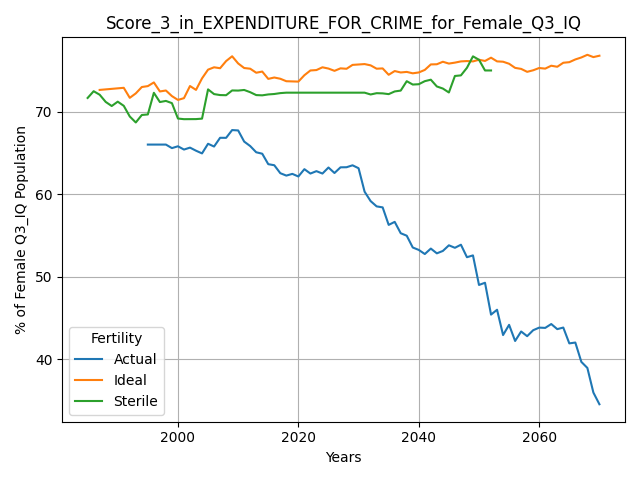 Score_3_in_EXPENDITURE_FOR_CRIME_for_Female_Q3_IQ
% of Female Q3_IQ Population
70
60
50
40
Fertility
Actual
Ideal
Sterile
2000
2020
2040
2060
Years